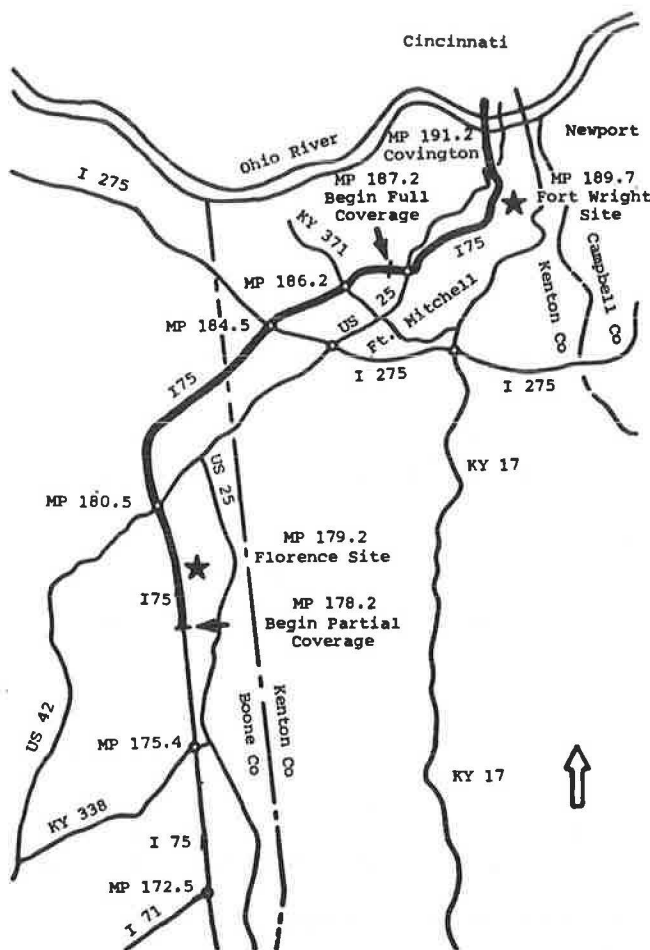 Cincinnati
MP 191.2
Covington
Newport
Ohio River
I 275
MP 187.2
Begin Full
Coverage
MP 189.7
Fort Wright
Site
KY 371
I75
MP 186.2
US 25
Ft. Mitchell
Kenton Co
Campbell Co
MP 184.5
I 275
I 275
I75
KY 17
US 25
MP 180.5
MP 179.2
Florence Site
I75
MP 178.2
Begin Partial
Coverage
US 42
Boone Co
Kenton Co
MP 175.4
KY 17
KY 338
I 75
MP 172.5
I 71